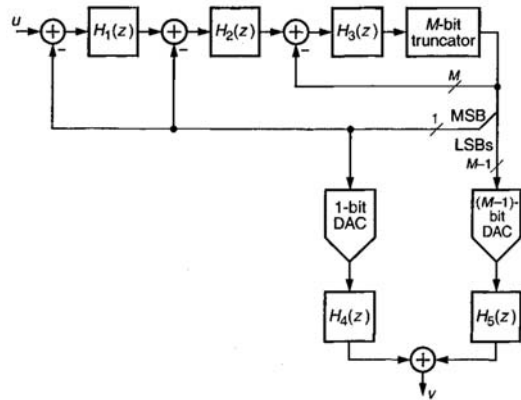 u
H₁(z)
H₂(z)
H₃(z)
M-bit
truncator
M
1
MSB
LSBs
M−1
1-bit
DAC
(M−1)-
bit
DAC
H₄(z)
H₅(z)
v